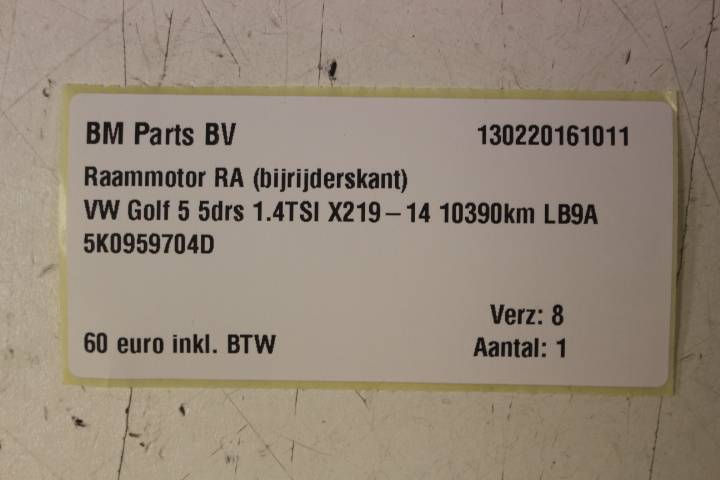 BM Parts BV 130220161011
Raammotor RA (bijrijderskant)
VW Golf 5 5drs 1.4TSI X219-14 10390km LB9A
5K0959704D
Verz: 8
60 euro inkl. BTW Aantal: 1